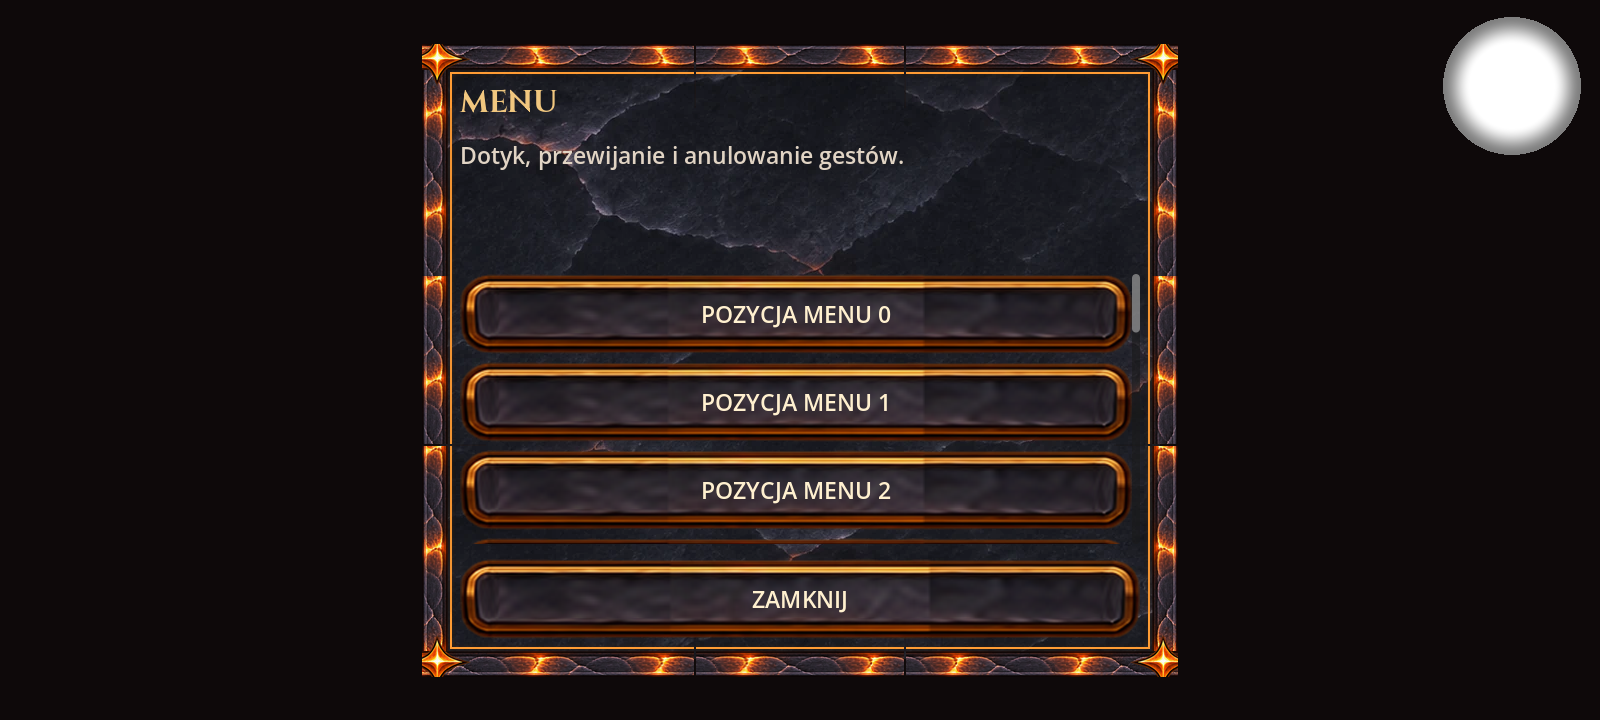 MENU
Dotyk, przewijanie i anulowanie gestów.
POZYCJA MENU 0
POZYCJA MENU 1
POZYCJA MENU 2
ZAMKNIJ